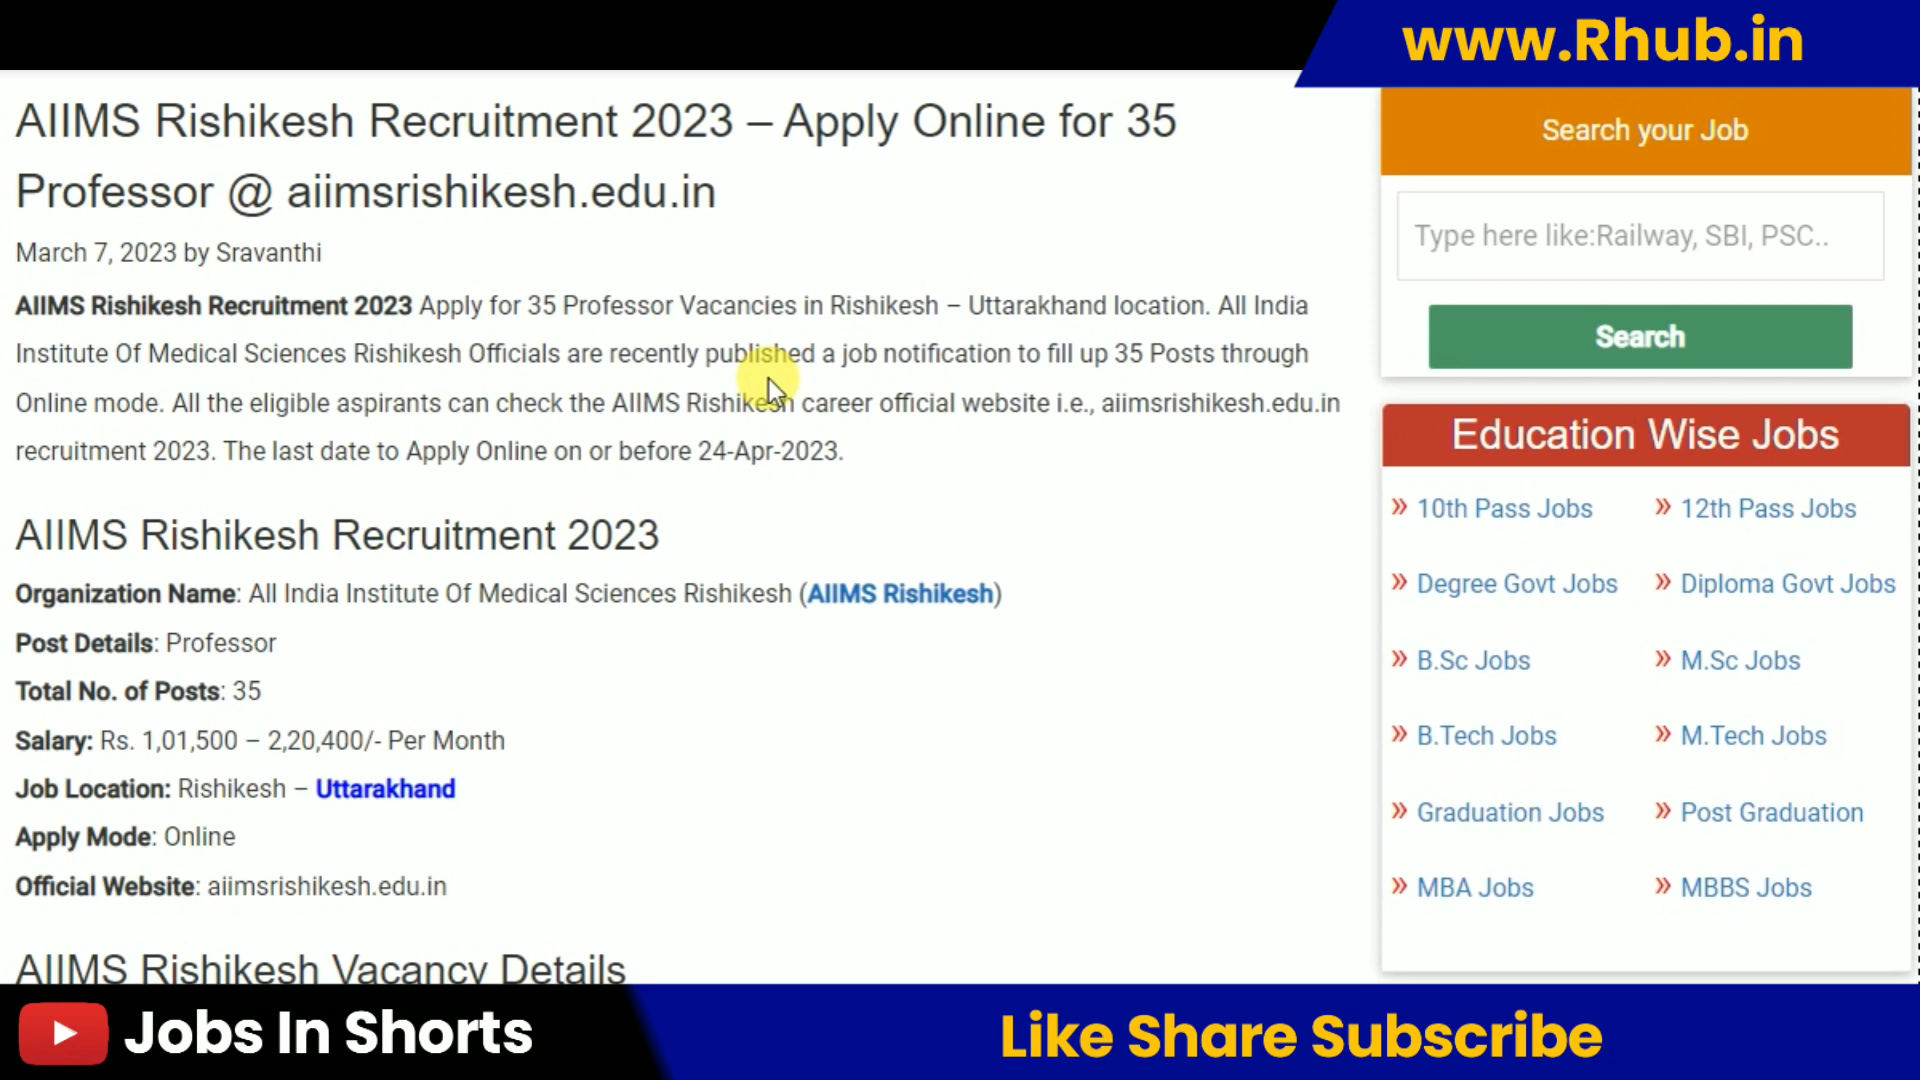 www.Rhub.in
AIIMS Rishikesh Recruitment 2023 – Apply Online for 35
Professor @ aiimsrishikesh.edu.in
March 7, 2023 by Sravanthi
AIIMS Rishikesh Recruitment 2023 Apply for 35 Professor Vacancies in Rishikesh – Uttarakhand location. All India
Institute Of Medical Sciences Rishikesh Officials are recently published a job notification to fill up 35 Posts through
Online mode. All the eligible aspirants can check the AIIMS Rishikesh career official website i.e., aiimsrishikesh.edu.in
recruitment 2023. The last date to Apply Online on or before 24-Apr-2023.
AIIMS Rishikesh Recruitment 2023
Organization Name: All India Institute Of Medical Sciences Rishikesh (AIIMS Rishikesh)
Post Details: Professor
Total No. of Posts: 35
Salary: Rs. 1,01,500 – 2,20,400/- Per Month
Job Location: Rishikesh – Uttarakhand
Apply Mode: Online
Official Website: aiimsrishikesh.edu.in
AIIMS Rishikesh Vacancy Details
Search your Job
Type here like:Railway, SBI, PSC..
Search
Education Wise Jobs
» 10th Pass Jobs » 12th Pass Jobs
» Degree Govt Jobs » Diploma Govt Jobs
» B.Sc Jobs » M.Sc Jobs
» B.Tech Jobs » M.Tech Jobs
» Graduation Jobs » Post Graduation
» MBA Jobs » MBBS Jobs
Jobs In Shorts
Like Share Subscribe